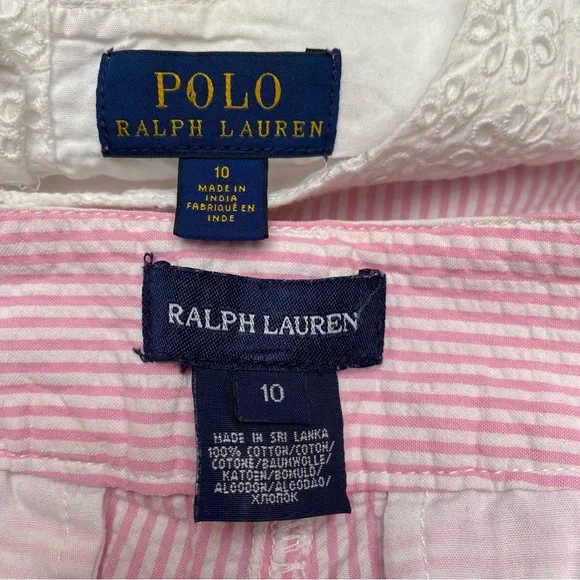 POLO
RALPH LAUREN
10
MADE IN
INDIA
FABRIQUÉ EN
INDE
RALPH LAUREN
10
MADE IN SRI LANKA
100% COTTON/COTON/
COTONE/BAUMWOLLE/
KATOEN/BOMULD/
ALGODÓN/ALGODAO/
ХЛОПОК